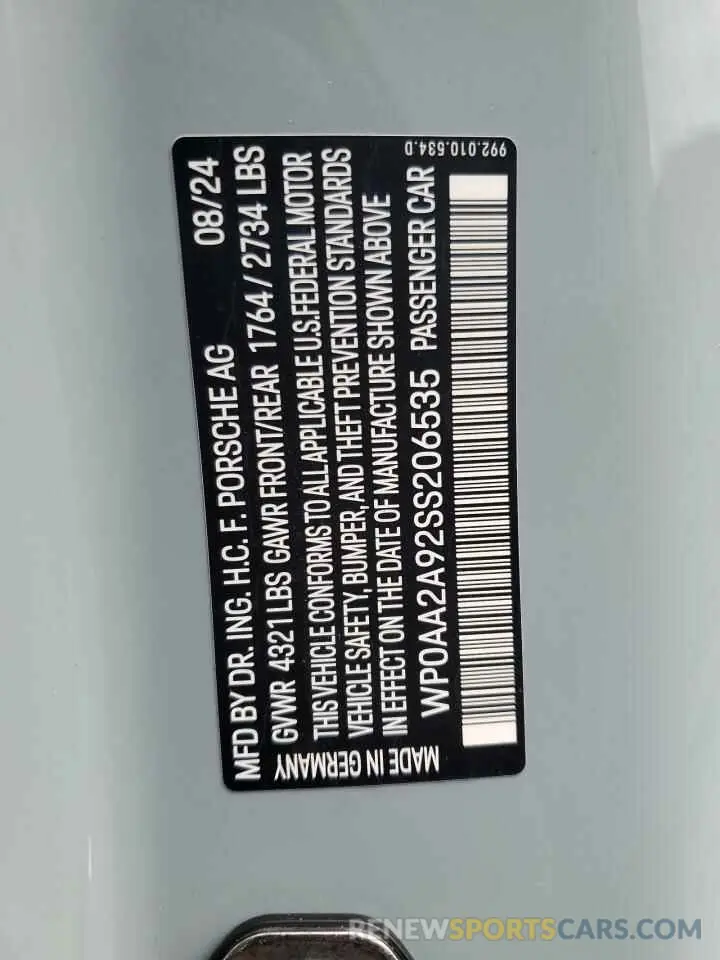 MFD BY DR. ING. H.C. F. PORSCHE AG 08/24
GVWR 4321 LBS GAWR FRONT/REAR 1764 / 2734 LBS
THIS VEHICLE CONFORMS TO ALL APPLICABLE U.S. FEDERAL MOTOR
VEHICLE SAFETY, BUMPER, AND THEFT PREVENTION STANDARDS
IN EFFECT ON THE DATE OF MANUFACTURE SHOWN ABOVE
WP0AA2A92SS206535 PASSENGER CAR
MADE IN GERMANY
992.010.534.D
RENEWSPORTSCARS.COM